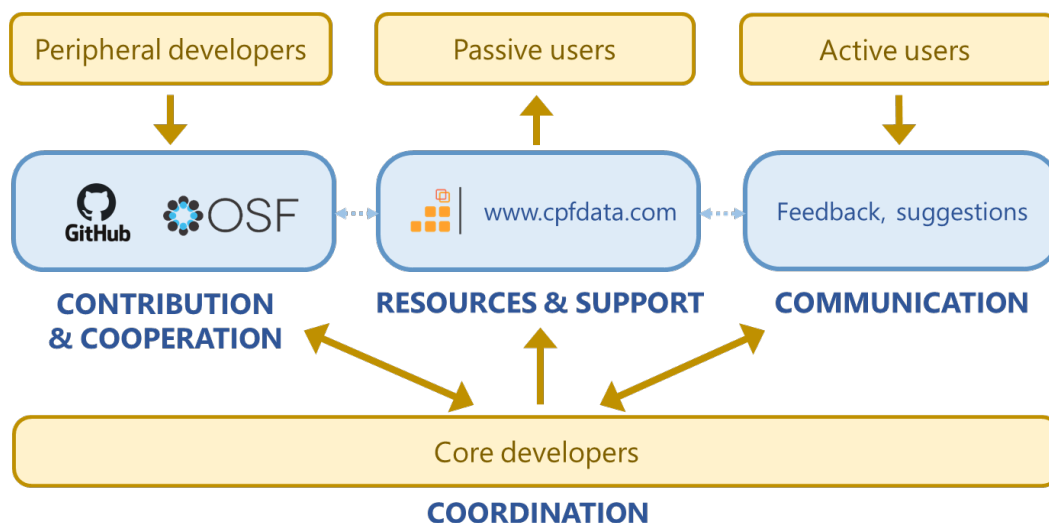 Peripheral developers
Passive users
Active users
GitHub
OSF
www.cpfdata.com
Feedback, suggestions
CONTRIBUTION
& COOPERATION
RESOURCES & SUPPORT
COMMUNICATION
Core developers
COORDINATION